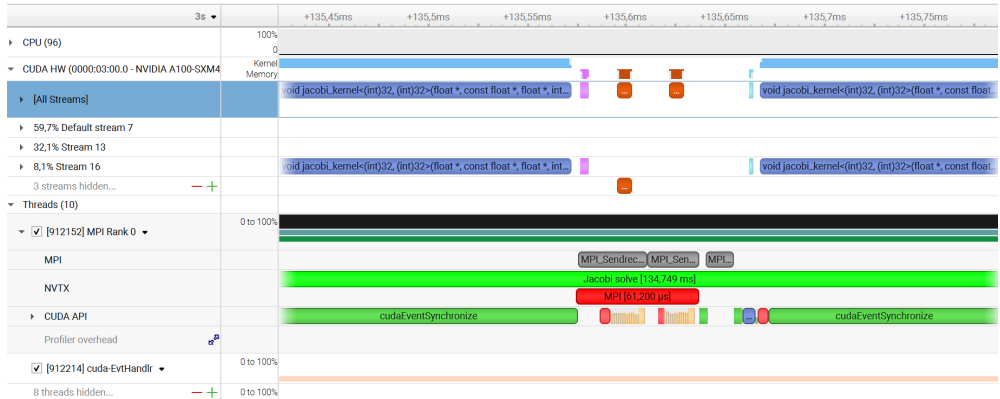 3s
+135,45ms +135,5ms +135,55ms +135,6ms +135,65ms +135,7ms +135,75ms
CPU (96)
100%
0
CUDA HW (0000:03:00.0 - NVIDIA A100-SXM4
Kernel
Memory
[All Streams]
void jacobi_kernel<(int)32, (int)32>(float *, const float *, float *, int... ... ... void jacobi_kernel<(int)32, (int)32>(float *, const float *, float...
59,7% Default stream 7
32,1% Stream 13
8,1% Stream 16
void jacobi_kernel<(int)32, (int)32>(float *, const float *, float *, int... void jacobi_kernel<(int)32, (int)32>(float *, const float *, float...
3 streams hidden... − +
...
Threads (10)
[912152] MPI Rank 0
0 to 100%
MPI
MPI_Sendrec... MPI_Sen... MPI...
NVTX
Jacobi solve [134,749 ms]
MPI [61,200 µs]
CUDA API
cudaEventSynchronize ... cudaEventSynchronize
Profiler overhead
[912214] cuda-EvtHandlr
0 to 100%
8 threads hidden... − +
0 to 100%